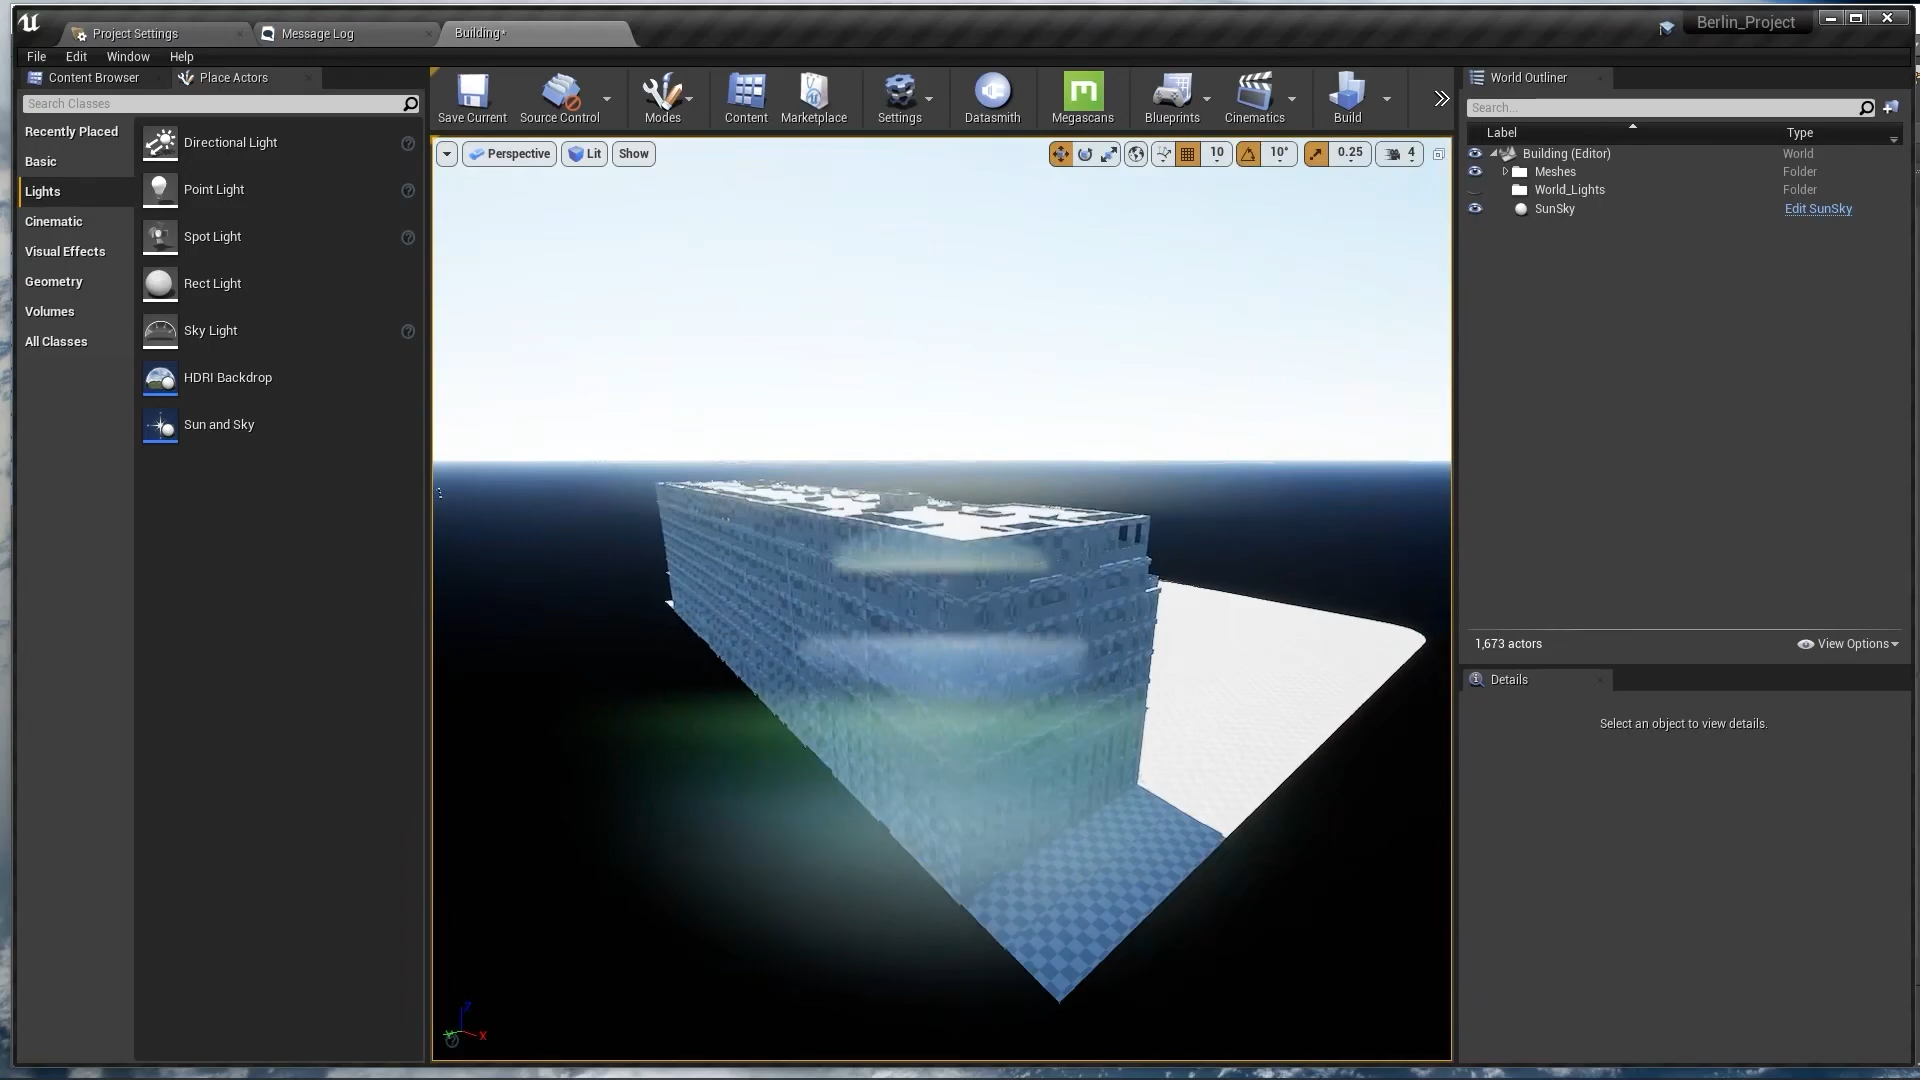 Project Settings
Message Log
Building*
Berlin_Project
File
Edit
Window
Help
Content Browser
Place Actors
Search Classes
Recently Placed
Basic
Lights
Cinematic
Visual Effects
Geometry
Volumes
All Classes
Directional Light
Point Light
Spot Light
Rect Light
Sky Light
HDRI Backdrop
Sun and Sky
Save Current
Source Control
Modes
Content
Marketplace
Settings
Datasmith
Megascans
Blueprints
Cinematics
Build
Perspective
Lit
Show
10
10°
0.25
4
Z
X
Y
World Outliner
Search...
Label
Type
Building (Editor)
World
Meshes
Folder
World_Lights
Folder
SunSky
Edit SunSky
1,673 actors
View Options
Details
Select an object to view details.